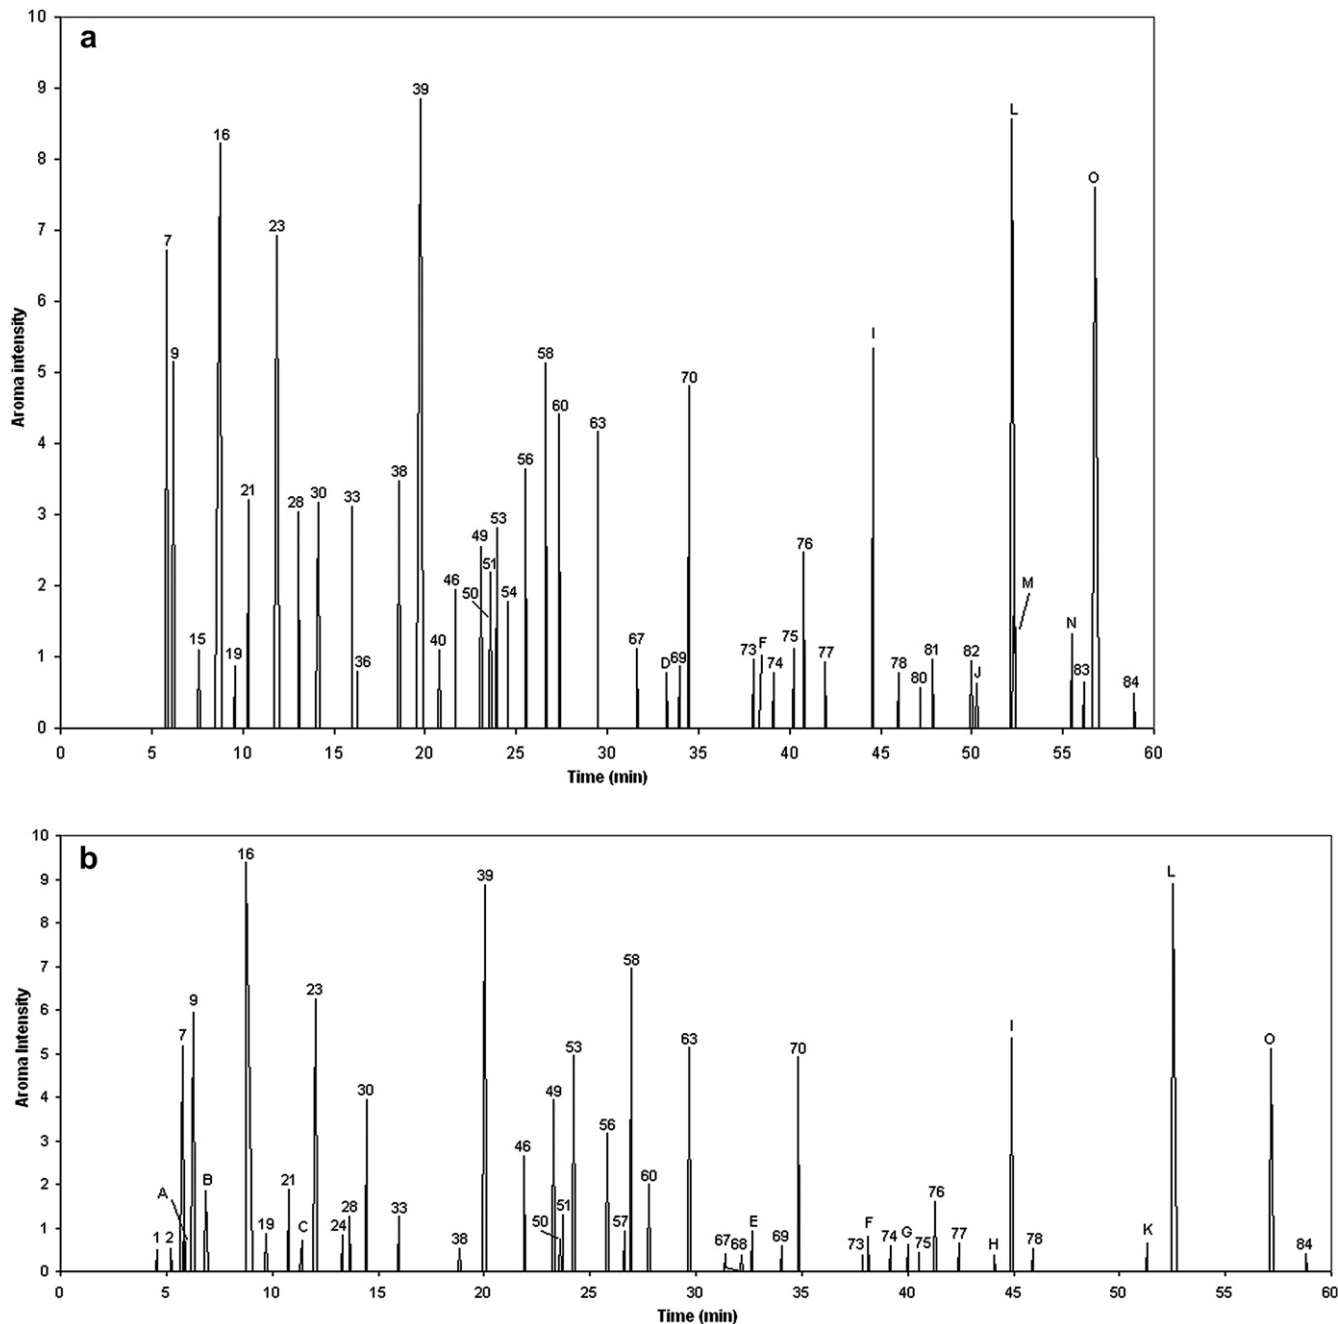 a
10
9
8
7
6
5
4
3
2
1
0
Aroma intensity
7 9 15 16 19 21 23 28 30 33 36 38 39 40 46 49 50 51 53 54 56 58 60 63 67 D 69 70 73 F 74 75 76 77 I 78 80 81 82 J L M N 83 O 84
0 5 10 15 20 25 30 35 40 45 50 55 60
Time (min)
b
10
9
8
7
6
5
4
3
2
1
0
Aroma Intensity
1 2 A 7 9 B 16 19 21 C 23 24 28 30 33 38 39 46 49 50 51 53 56 57 58 60 63 67 68 E 69 70 73 F 74 G 75 76 77 H I 78 K L O 84
0 5 10 15 20 25 30 35 40 45 50 55 60
Time (min)